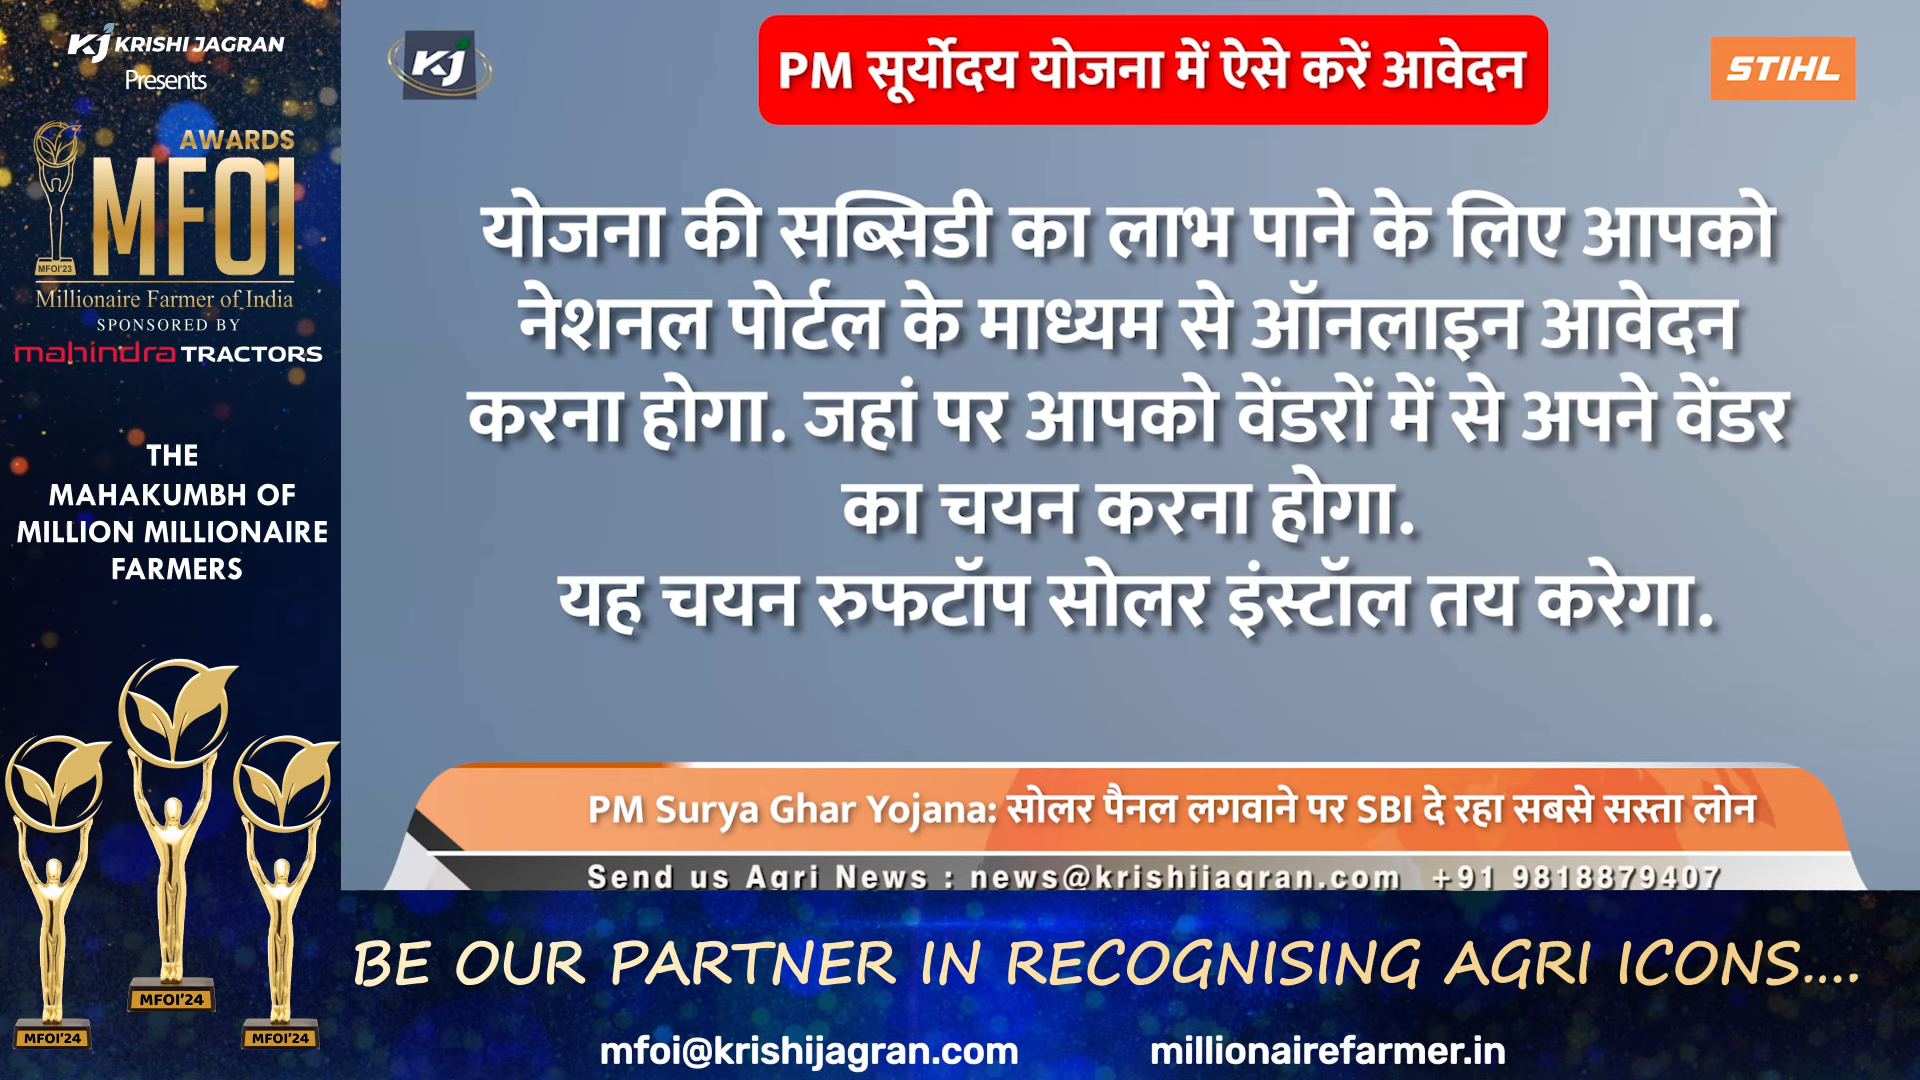 KJ KRISHI JAGRAN
Presents
AWARDS
MFOI
MFOI'23
Millionaire Farmer of India
SPONSORED BY
mahindra TRACTORS
THE
MAHAKUMBH OF
MILLION MILLIONAIRE
FARMERS
MFOI'24
MFOI'24
MFOI'24
KJ
PM सूर्योदय योजना में ऐसे करें आवेदन
STIHL
योजना की सब्सिडी का लाभ पाने के लिए आपको
नेशनल पोर्टल के माध्यम से ऑनलाइन आवेदन
करना होगा. जहां पर आपको वेंडरों में से अपने वेंडर
का चयन करना होगा.
यह चयन रुफटॉप सोलर इंस्टॉल तय करेगा.
PM Surya Ghar Yojana: सोलर पैनल लगवाने पर SBI दे रहा सबसे सस्ता लोन
Send us Agri News : news@krishijagran.com +91 9818879407
BE OUR PARTNER IN RECOGNISING AGRI ICONS....
mfoi@krishijagran.com millionairefarmer.in